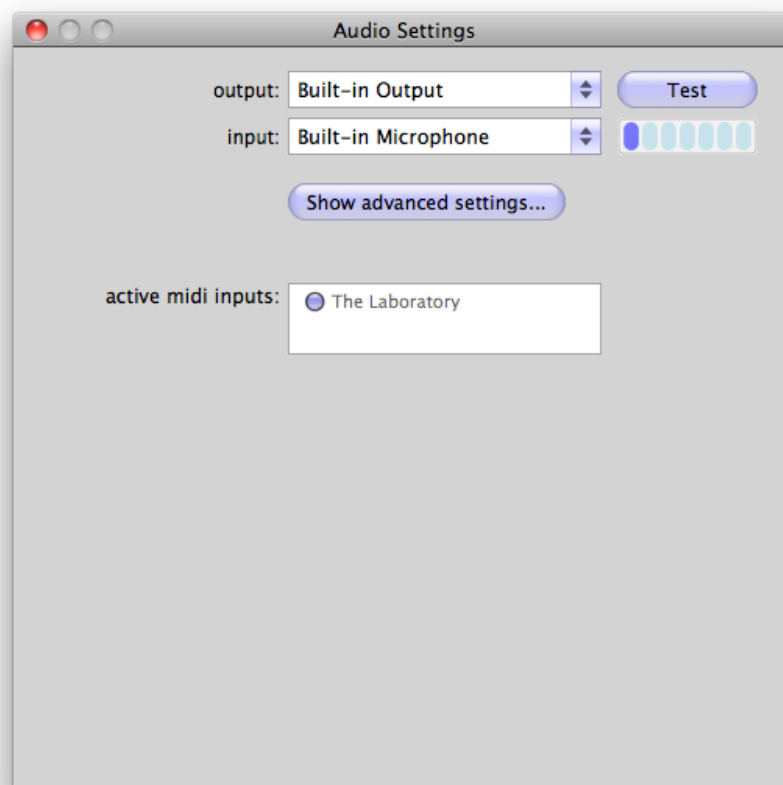 Audio Settings
output: Built-in Output Test
input: Built-in Microphone
Show advanced settings...
active midi inputs: The Laboratory